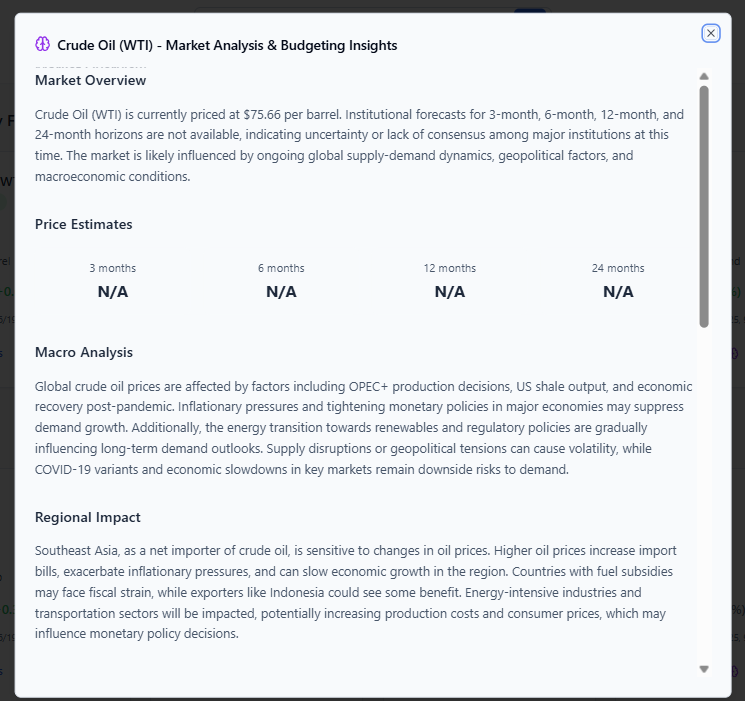 Crude Oil (WTI) - Market Analysis & Budgeting Insights
Market Overview
Crude Oil (WTI) is currently priced at $75.66 per barrel. Institutional forecasts for 3-month, 6-month, 12-month, and
24-month horizons are not available, indicating uncertainty or lack of consensus among major institutions at this
time. The market is likely influenced by ongoing global supply-demand dynamics, geopolitical factors, and
macroeconomic conditions.
Price Estimates
3 months
6 months
12 months
24 months
N/A
N/A
N/A
N/A
Macro Analysis
Global crude oil prices are affected by factors including OPEC+ production decisions, US shale output, and economic
recovery post-pandemic. Inflationary pressures and tightening monetary policies in major economies may suppress
demand growth. Additionally, the energy transition towards renewables and regulatory policies are gradually
influencing long-term demand outlooks. Supply disruptions or geopolitical tensions can cause volatility, while
COVID-19 variants and economic slowdowns in key markets remain downside risks to demand.
Regional Impact
Southeast Asia, as a net importer of crude oil, is sensitive to changes in oil prices. Higher oil prices increase import
bills, exacerbate inflationary pressures, and can slow economic growth in the region. Countries with fuel subsidies
may face fiscal strain, while exporters like Indonesia could see some benefit. Energy-intensive industries and
transportation sectors will be impacted, potentially increasing production costs and consumer prices, which may
influence monetary policy decisions.